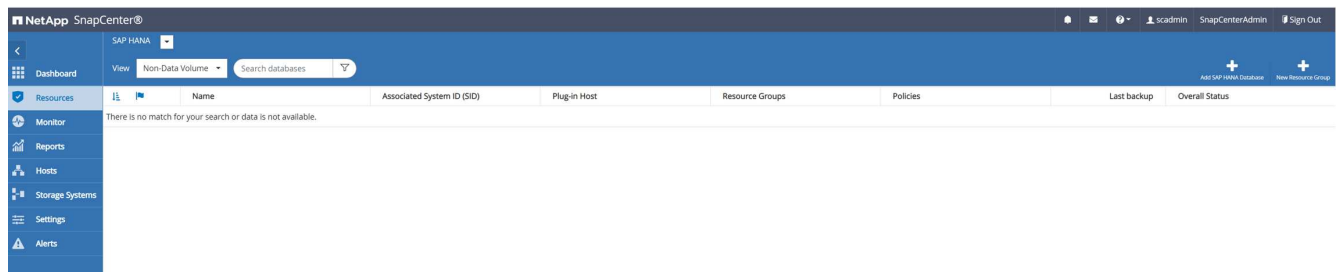 NetApp SnapCenter®
scadmin SnapCenterAdmin Sign Out
SAP HANA
View Non-Data Volume Search databases
Add SAP HANA Database New Resource Group
Dashboard
Resources
Monitor
Reports
Hosts
Storage Systems
Settings
Alerts
Name Associated System ID (SID) Plug-in Host Resource Groups Policies Last backup Overall Status
There is no match for your search or data is not available.